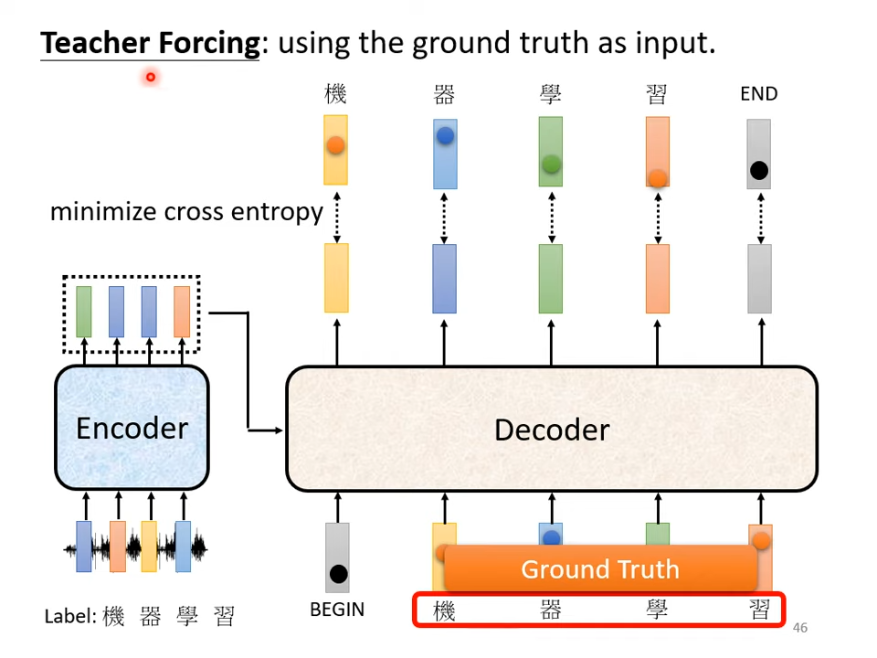 Teacher Forcing: using the ground truth as input.
機 器 學 習 END
minimize cross entropy
Encoder
Decoder
Ground Truth
Label: 機 器 學 習
BEGIN 機 器 學 習
46